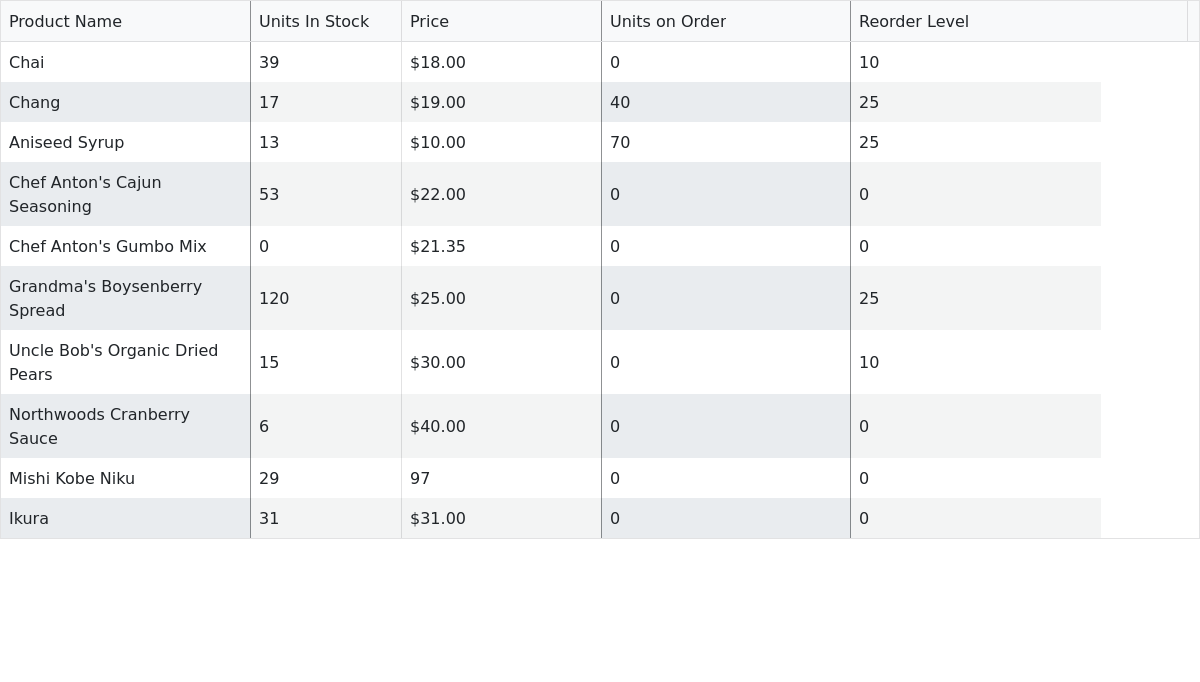 Product Name Units In Stock Price Units on Order Reorder Level
Chai 39 $18.00 0 10
Chang 17 $19.00 40 25
Aniseed Syrup 13 $10.00 70 25
Chef Anton's Cajun
Seasoning 53 $22.00 0 0
Chef Anton's Gumbo Mix 0 $21.35 0 0
Grandma's Boysenberry
Spread 120 $25.00 0 25
Uncle Bob's Organic Dried
Pears 15 $30.00 0 10
Northwoods Cranberry
Sauce 6 $40.00 0 0
Mishi Kobe Niku 29 97 0 0
Ikura 31 $31.00 0 0